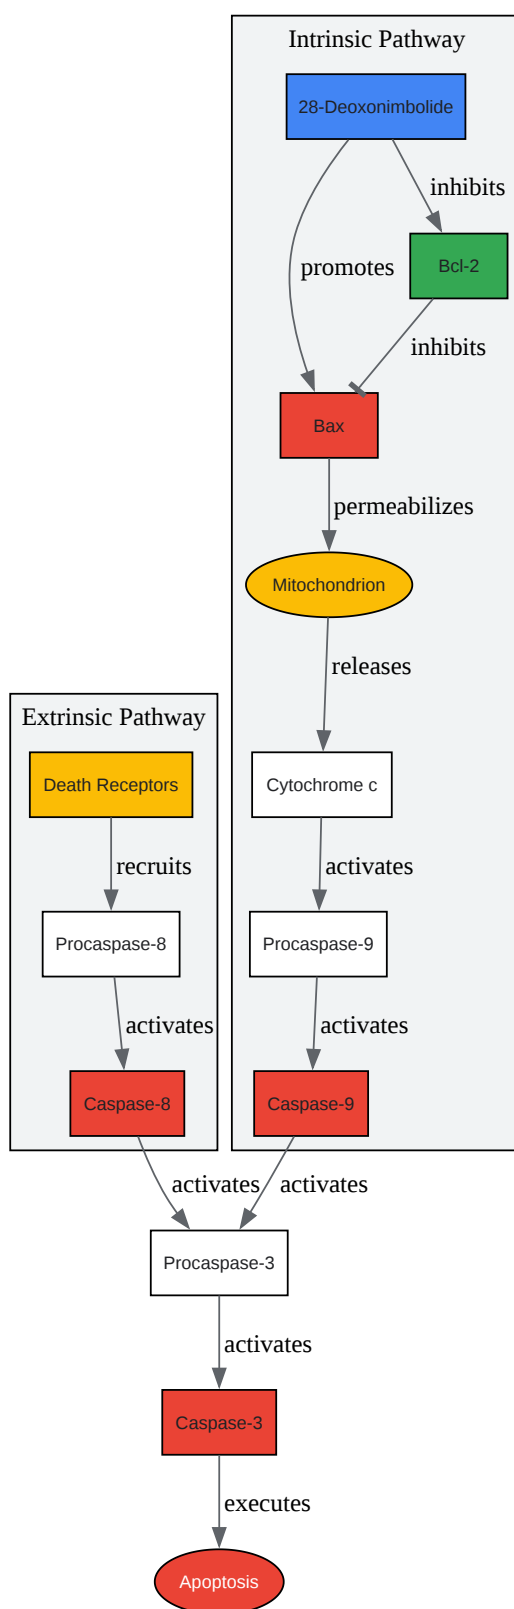 Intrinsic Pathway
28-Deoxonimbolide
inhibits
promotes
Bcl-2
inhibits
Bax
permeabilizes
Mitochondrion
releases
Extrinsic Pathway
Death Receptors
Cytochrome c
recruits
activates
Procaspase-8
Procaspase-9
activates
activates
Caspase-8
Caspase-9
activates
activates
Procaspase-3
activates
Caspase-3
executes
Apoptosis